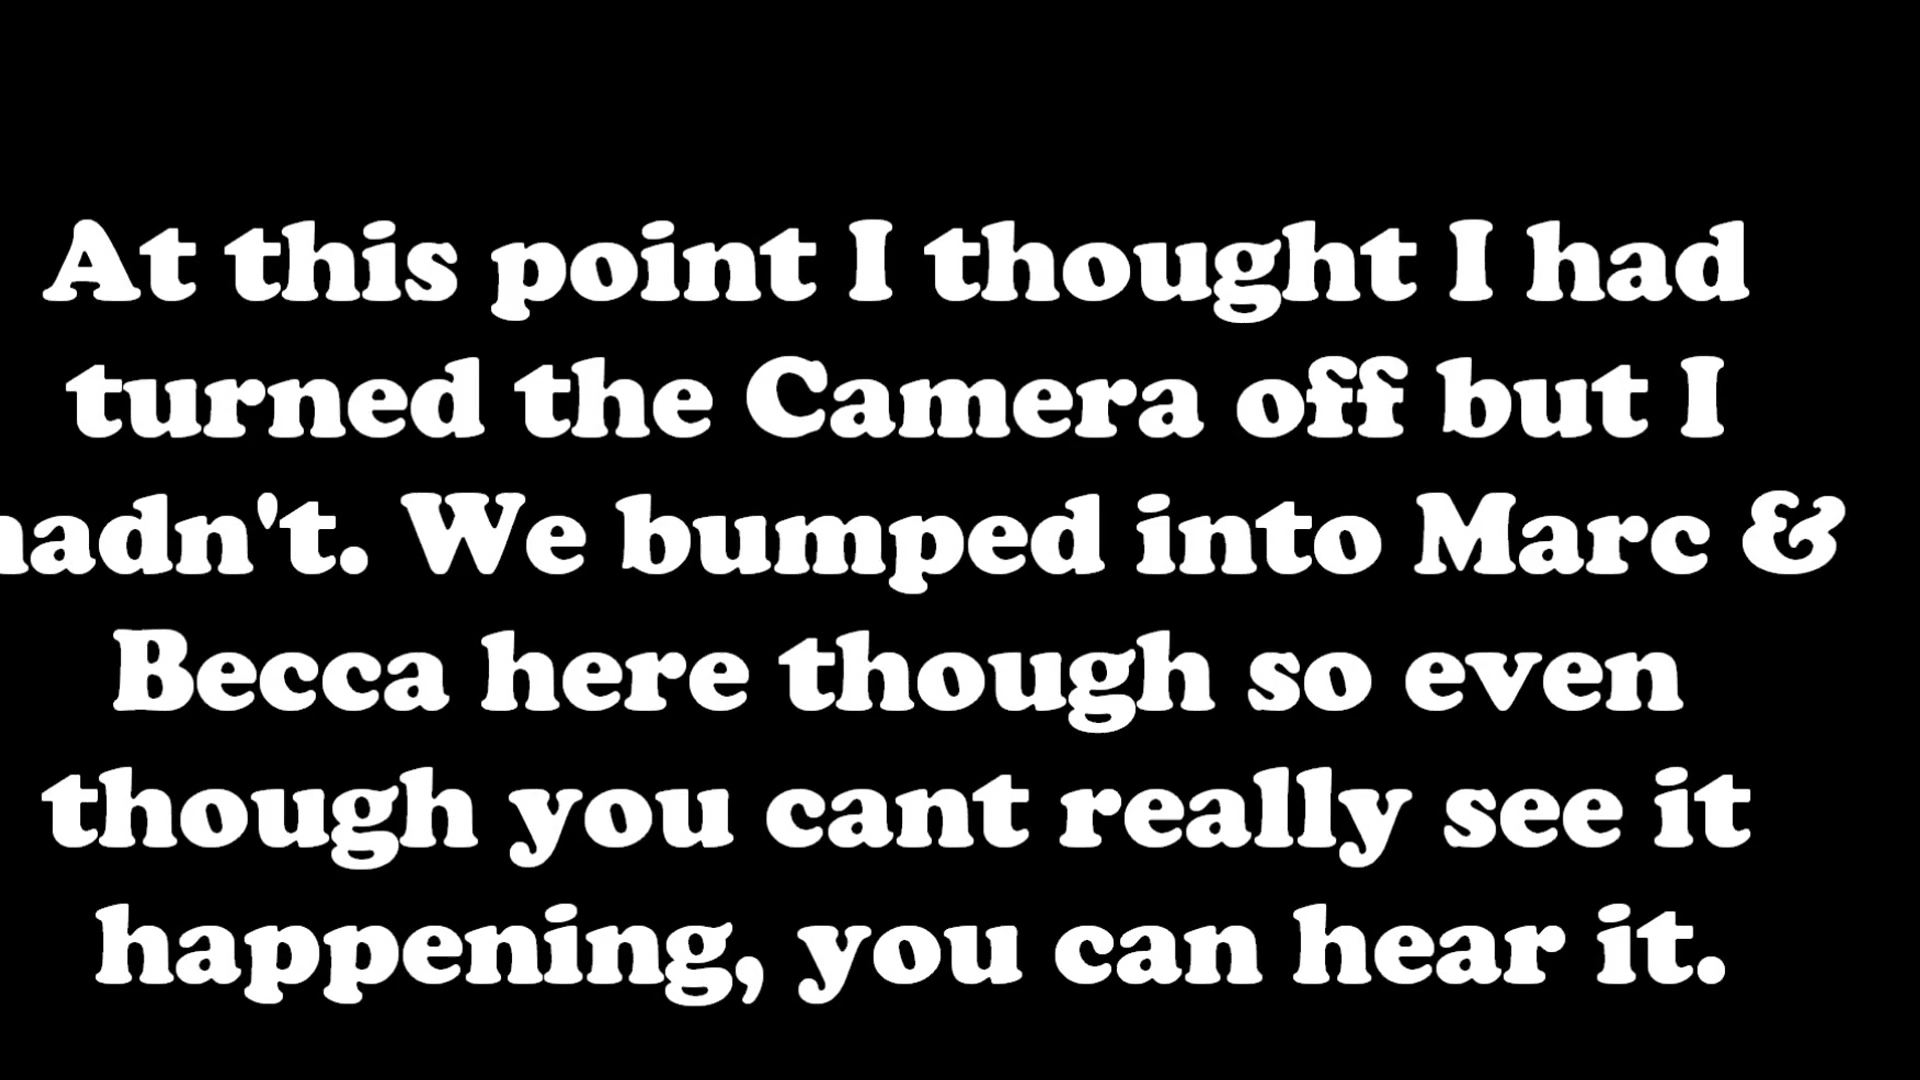 At this point I thought I had
turned the Camera off but I
hadn't. We bumped into Marc &
Becca here though so even
though you cant really see it
happening, you can hear it.